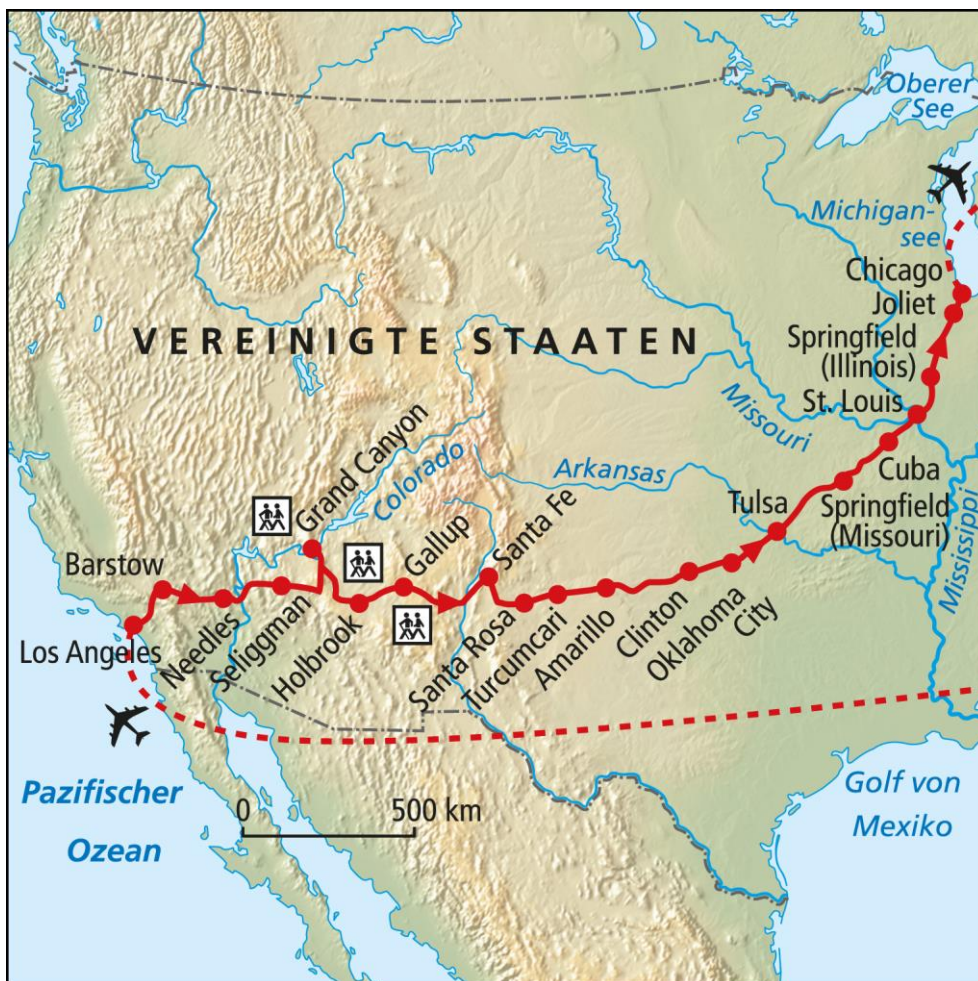 Oberer
See
Michigan-
see
Chicago
Joliet
VEREINIGTE STAATEN
Springfield
(Illinois)
St. Louis
Missouri
Grand Canyon
Colorado
Arkansas
Tulsa
Cuba
Springfield
(Missouri)
Mississippi
Gallup
Santa Fe
Barstow
Los Angeles
Needles
Seliggman
Holbrook
Santa Rosa
Turcumcari
Amarillo
Clinton
Oklahoma
City
Pazifischer
Ozean
0 500 km
Golf von
Mexiko